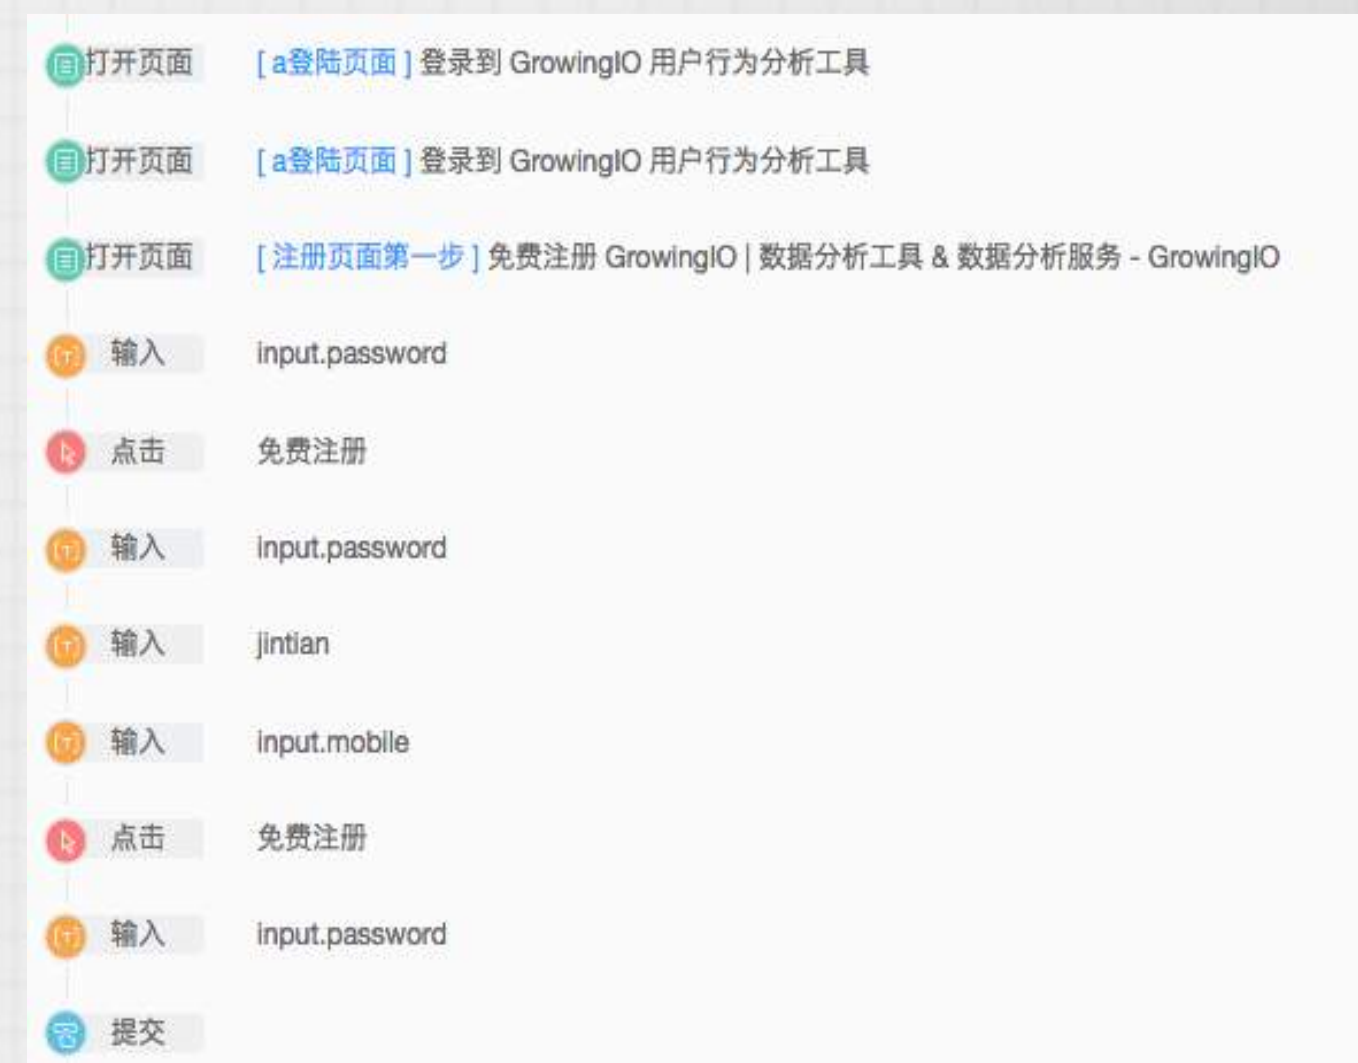 打开页面 [ a登陆页面 ] 登录到 GrowingIO 用户行为分析工具
打开页面 [ a登陆页面 ] 登录到 GrowingIO 用户行为分析工具
打开页面 [ 注册页面第一步 ] 免费注册 GrowingIO | 数据分析工具 & 数据分析服务 - GrowingIO
输入 input.password
点击 免费注册
输入 input.password
输入 jintian
输入 input.mobile
点击 免费注册
输入 input.password
提交